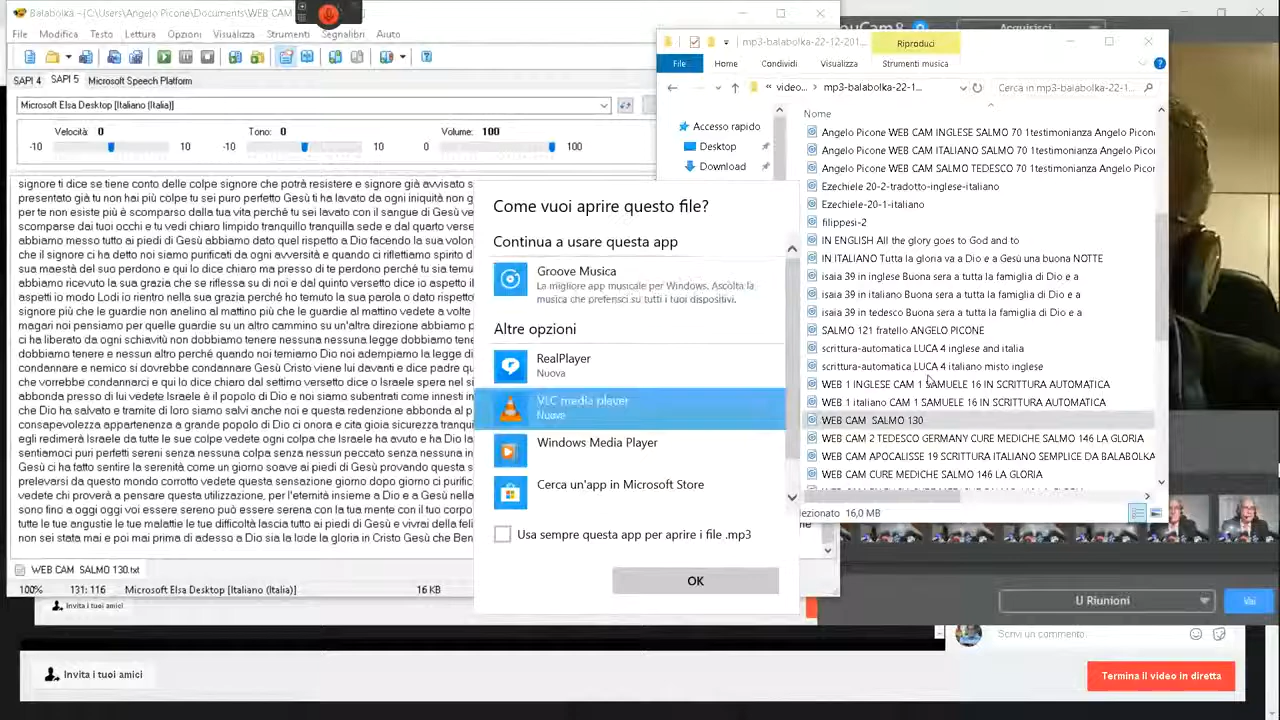 Balabolka - [C:\Users\Angelo Picone\Documents\WEB CAM
File Modifica Testo Lettura Opzioni Visualizza Strumenti Segnalibri Aiuto
SAPI 4 SAPI 5 Microsoft Speech Platform
Microsoft Elsa Desktop [Italiano (Italia)]
Velocità: 0 Tono: 0 Volume: 100
-10 10 -10 10 0 100
signore ti dice se tiene conto delle colpe signore che potrà resistere e signore già avvisato s
presentato già tu non hai più colpe tu sei puro perfetto Gesù ti ha lavato da ogni iniquità non g
per te non esiste più è scomparso dalla tua vita perché tu sei lavato con il sangue di Gesù ve
scomparse dai tuoi occhi e lo vedi chiaro limpido tranquillo tranquilla sede e dal quarto verset
abbiamo messo tutto ai piedi di Gesù abbiamo dato quel rispetto a Dio facendo la sua volon
il signore ci ha detto noi siamo purificati da ogni avversità e quando ci riflettiamo spirito di
sua maestà del suo perdono e qui lo dice chiaro ma presso di te perdono perché sia temu
abbiamo ricevuto la sua grazia che se riflesse su di noi e dal quinto versetto dice o Israele
aspetti io modo Lodi io rientro nella sua grazia perché ho temuto la sua parola o dato rispetto
signore più che le guardie non anelino al mattino più che le guardie al mattino vedete a volte
magari noi pensiamo per quelle guardie su un altro cammino su un'altra direzione abbiamo p
ci ha liberato da ogni schiavitù non dobbiamo temere dobbiamo
dobbiamo tenere e nessun altro perché quando noi temiamo Dio noi adempiamo la legge di
temendo il signore e la legge quando Gesù Cristo viene liberi da davanti e dice padre qu
che vorrebbe condannarci e qui lo dice chiaro dal settimo versetto dice o Israele spera nel si
abbonda presso di lui vedete Israele è il popolo di Dio e noi siamo subentrati come innesti
che Dio ha salvato e tramite di loro siamo salvi anche noi e questa redenzione abbonda al p
consapevolezza appartenenza a grande popolo di Dio ci onora e cita gioia sicurezza tranqu
egli redimerà Israele da tutte le sue colpe vedete ogni colpa che Israele ha avuto e ha Dio l
sentiamoci puri perfetti sereni senza nessun peccato senza nessun
Gesù ci ha fatto sentire la serenità come un giorno soave ai piedi di Gesù
prelevarsi da questo mondo corrotto vedete questa sensazione giorno dopo giorno ci purific
vedete chi proverà a pensare questa utilizzazione, per l'eternità insieme a Dio e a Gesù nella
sono fino a oggi oggi voi essere sereno può essere serena con la tua mente con il tuo corpo
tutte le tue angustie le tue malattie le tue difficoltà lascia tutto ai piedi di Gesù e vivrai della feli
non sei stata mai e poi mai prima di adesso a Dio sia la lode la gloria in Cristo Gesù che Ben
WEB CAM SALMO 130.txt
100% 131: 116 Microsoft Elsa Desktop [Italiano (Italia)] 16 KB
Invita i tuoi amici
Invita i tuoi amici
Come vuoi aprire questo file?
Continua a usare questa app
Groove Musica
La migliore app musicale per Windows. Ascolta la
musica che preferisci su tutti i tuoi dispositivi.
Altre opzioni
RealPlayer
Nuova
VLC media player
Nuova
Windows Media Player
Cerca un'app in Microsoft Store
Usa sempre questa app per aprire i file .mp3
OK
mp3-balabolka-22-12-201...
Riproduci
File Home Condividi Visualizza Strumenti musica
« video... mp3-balabolka-22-1...
Cerca in mp3-balabolka-22-1...
Accesso rapido
Desktop
Download
Nome
Angelo Picone WEB CAM INGLESE SALMO 70 1testimonianza Angelo Picon
Angelo Picone WEB CAM ITALIANO SALMO 70 1testimonianza Angelo Picon
Angelo Picone WEB CAM SALMO TEDESCO 70 1testimonianza Angelo Picon
Ezechiele 20-2-tradotto-inglese-italiano
Ezechiele 20-1-italiano
filippesi-2
IN ENGLISH All the glory goes to God and to
IN ITALIANO Tutta la gloria va a Dio e a Gesù una buona NOTTE
isaia 39 in inglese Buona sera a tutta la famiglia di Dio e a
isaia 39 in italiano Buona sera a tutta la famiglia di Dio e a
isaia 39 in tedesco Buona sera a tutta la famiglia di Dio e a
SALMO 121 fratello ANGELO PICONE
scrittura-automatica LUCA 4 inglese and italia
scrittura-automatica LUCA 4 italiano misto inglese
WEB 1 INGLESE CAM 1 SAMUELE 16 IN SCRITTURA AUTOMATICA
WEB 1 italiano CAM 1 SAMUELE 16 IN SCRITTURA AUTOMATICA
WEB CAM SALMO 130
WEB CAM 2 TEDESCO GERMANY CURE MEDICHE SALMO 146 LA GLORIA
WEB CAM APOCALISSE 19 SCRITTURA ITALIANO SEMPLICE DA BALABOLKA
WEB CAM CURE MEDICHE SALMO 146 LA GLORIA
ezionato 16,0 MB
YouCam8
Acquisisci
U Riunioni
Vai
Scrivi un commento
Termina il video in diretta